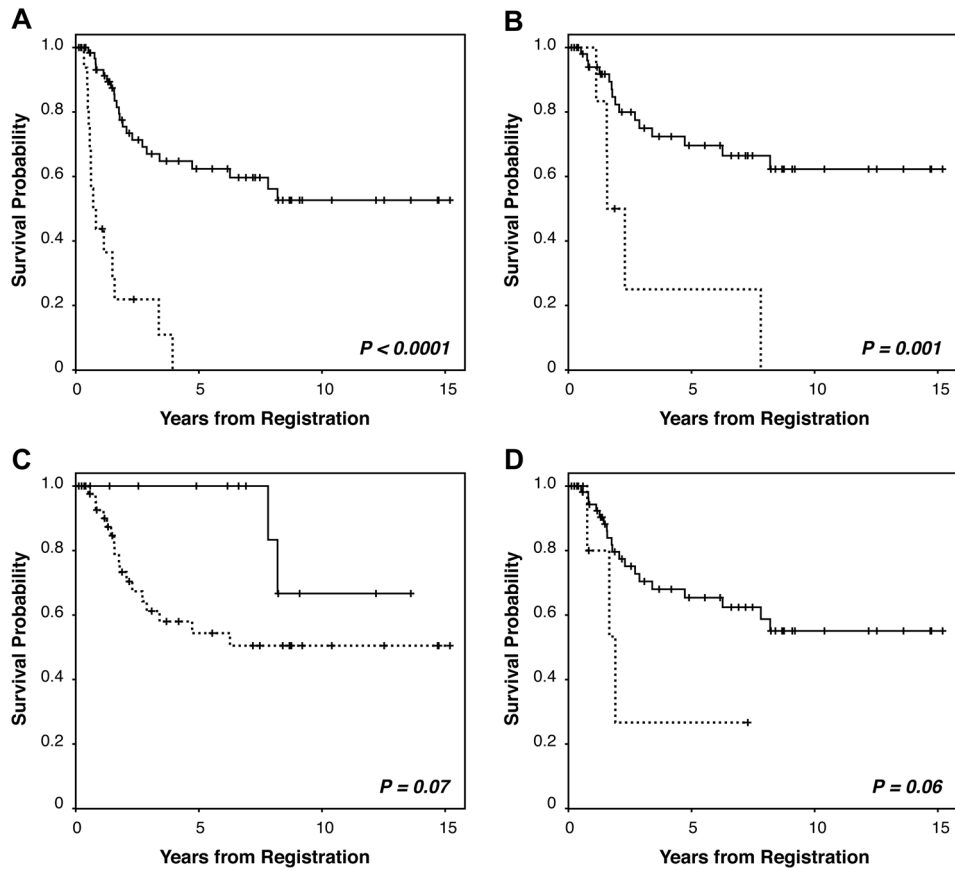 A
1.0
0.8
0.6
0.4
0.2
0
Survival Probability
P < 0.0001
0 5 10 15
Years from Registration
B
1.0
0.8
0.6
0.4
0.2
0
Survival Probability
P = 0.001
0 5 10 15
Years from Registration
C
1.0
0.8
0.6
0.4
0.2
0
Survival Probability
P = 0.07
0 5 10 15
Years from Registration
D
1.0
0.8
0.6
0.4
0.2
0
Survival Probability
P = 0.06
0 5 10 15
Years from Registration